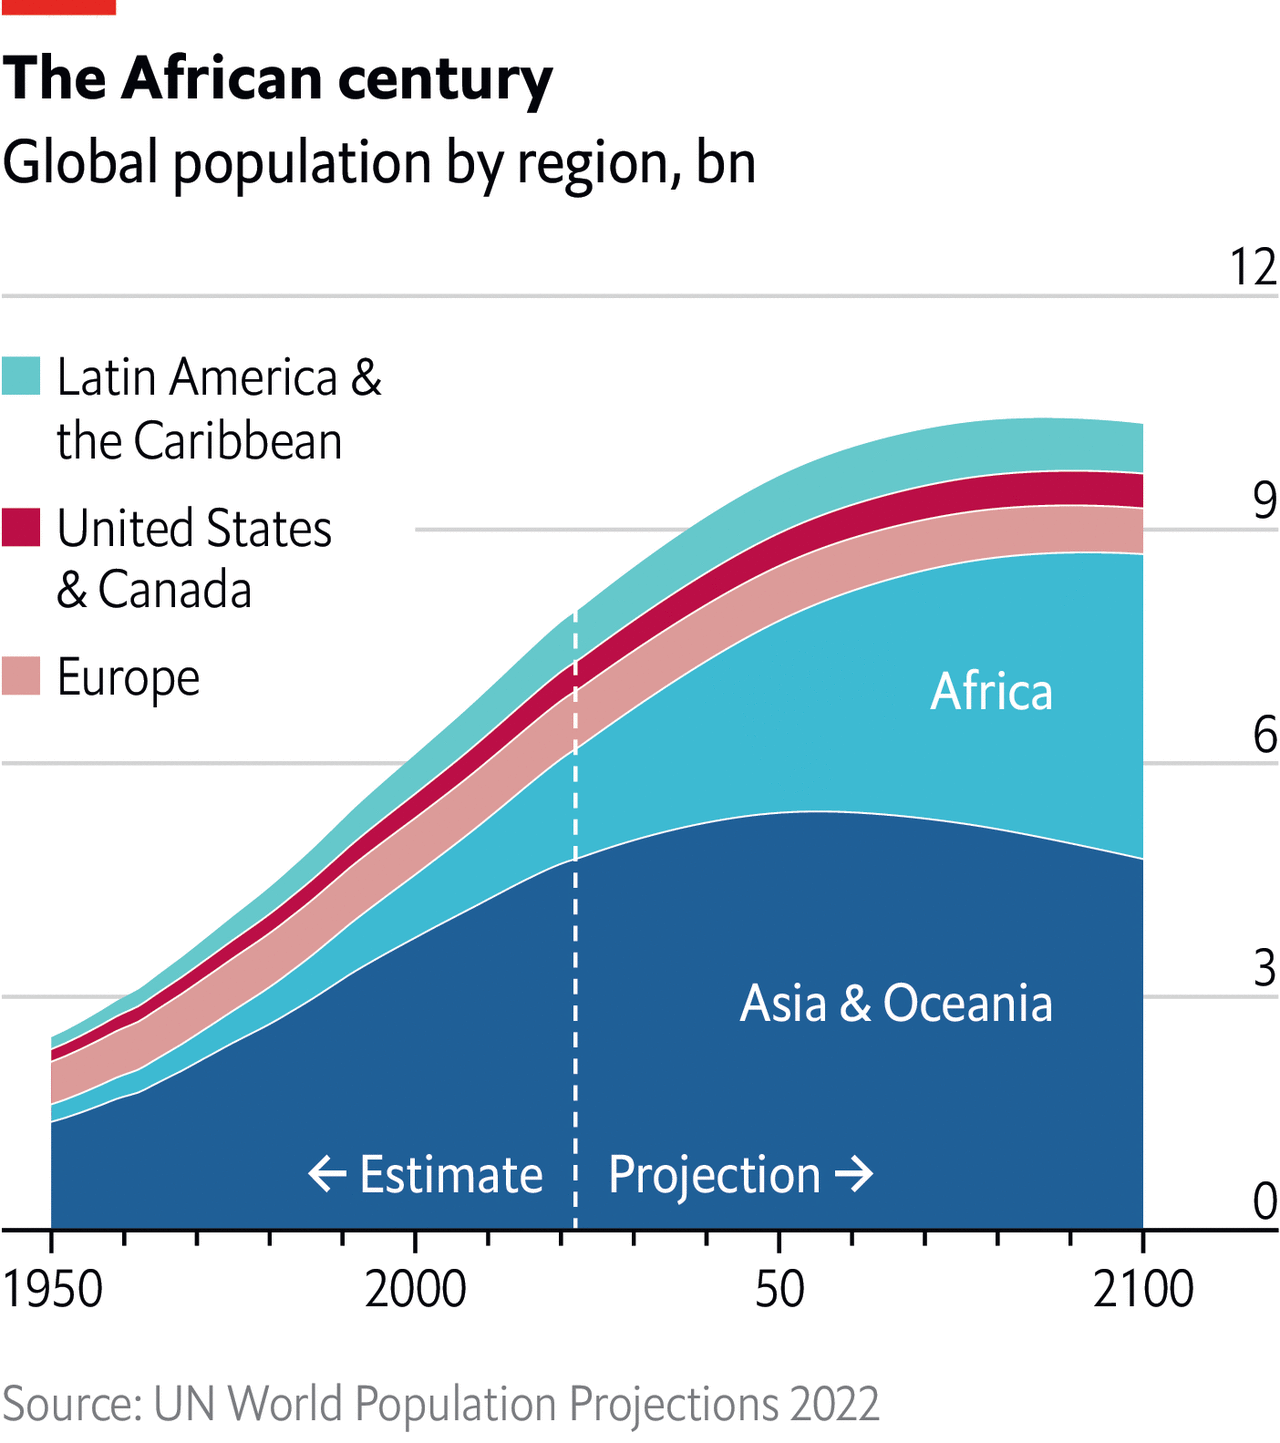 The African century
Global population by region, bn
12
Latin America &
the Caribbean
9
United States
& Canada
Europe
Africa
6
3
Asia & Oceania
← Estimate
Projection →
0
1950
2000
50
2100
Source: UN World Population Projections 2022